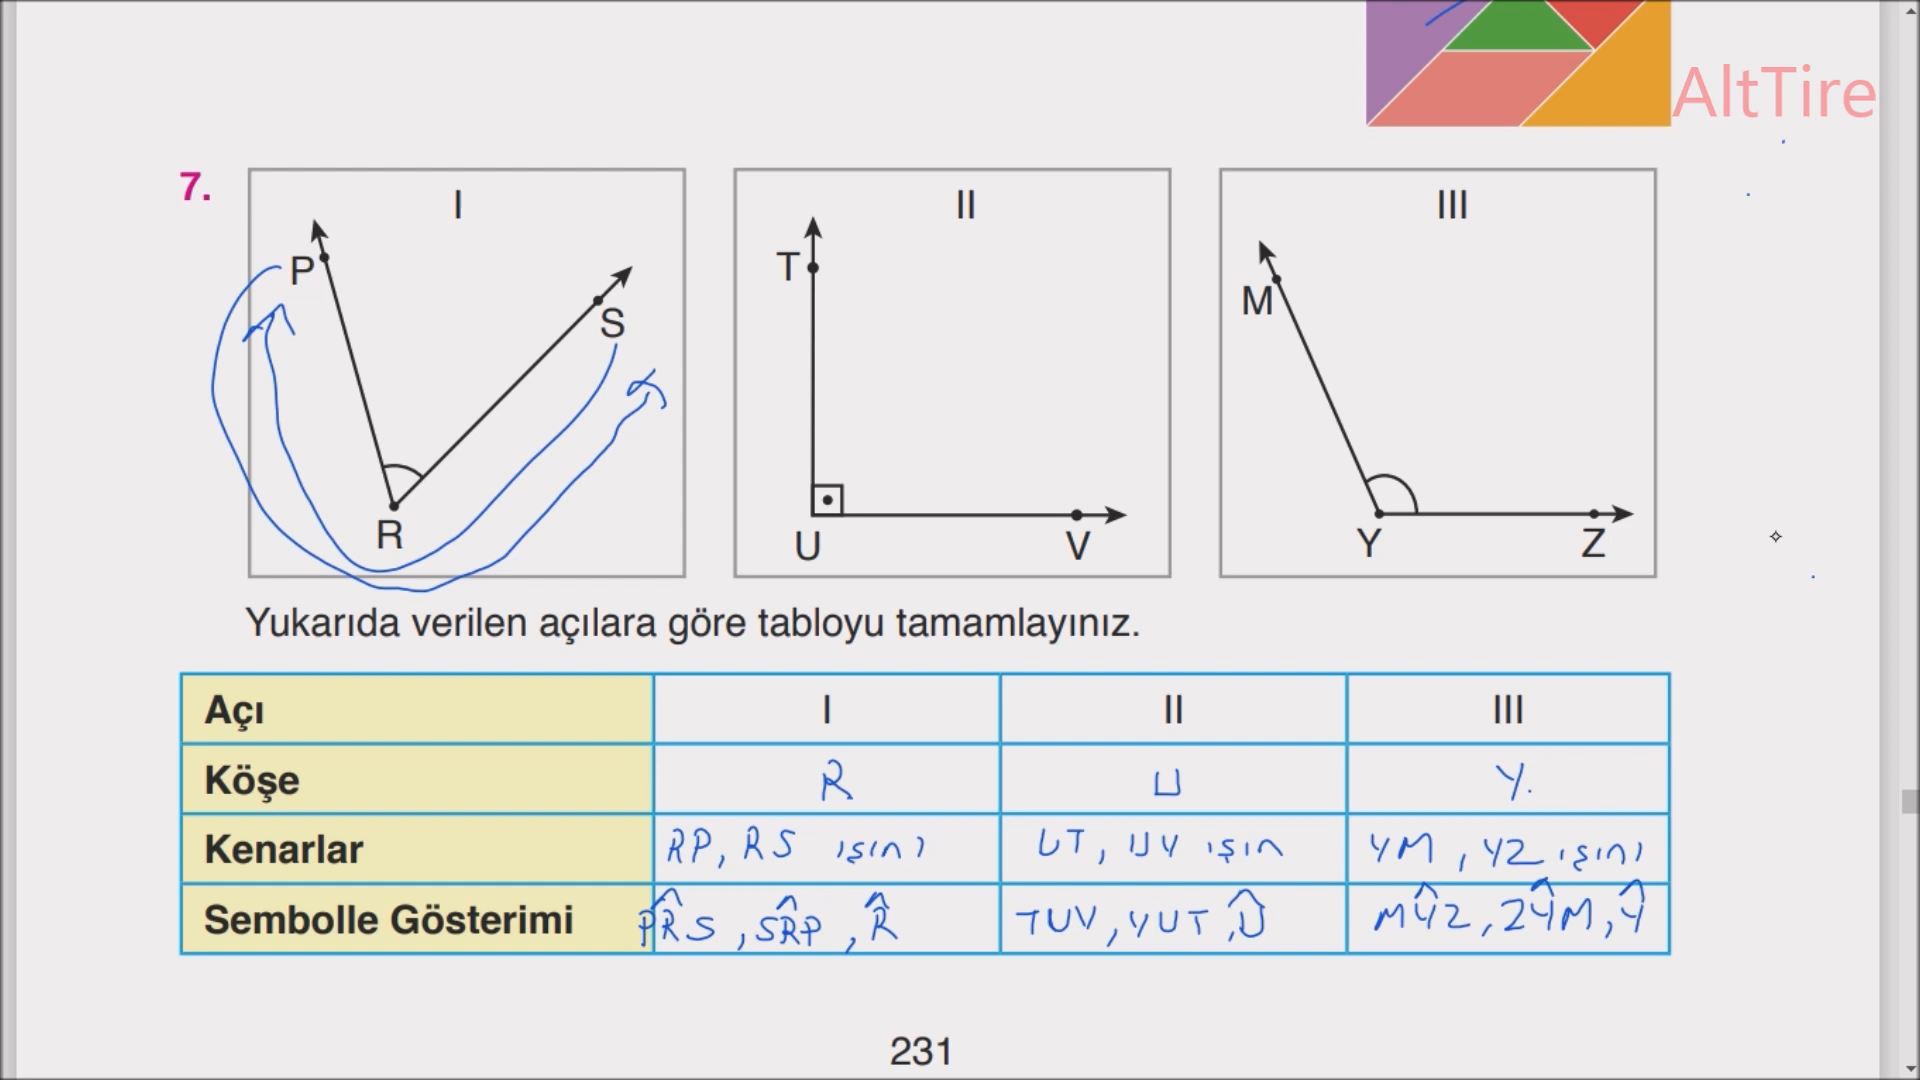 AltTire
7.
I
II
III
P
S
R
T
U
V
M
Y
Z
Yukarıda verilen açılara göre tabloyu tamamlayınız.
Açı I II III
Köşe R U Y.
Kenarlar RP, RS ışını UT, UV ışın YM, YZ ışını
Sembolle Gösterimi PR̂S, SR̂P, R̂ TUV, VUT, Û MŶZ, ZŶM, Ŷ
231